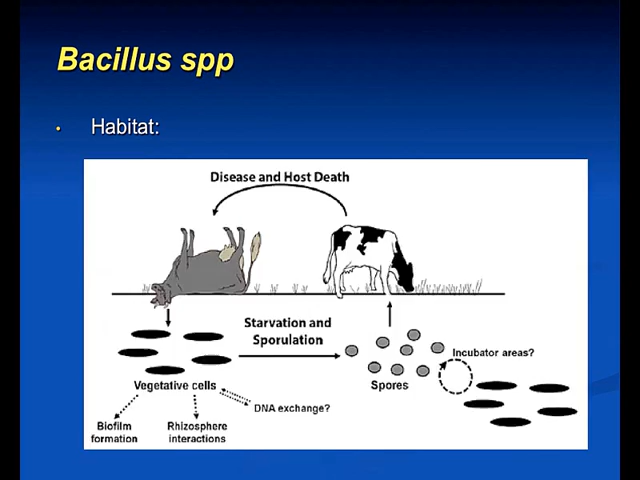 Bacillus spp
• Habitat:
Disease and Host Death
Starvation and
Sporulation
Incubator areas?
Vegetative cells
Spores
DNA exchange?
Biofilm
formation
Rhizosphere
interactions